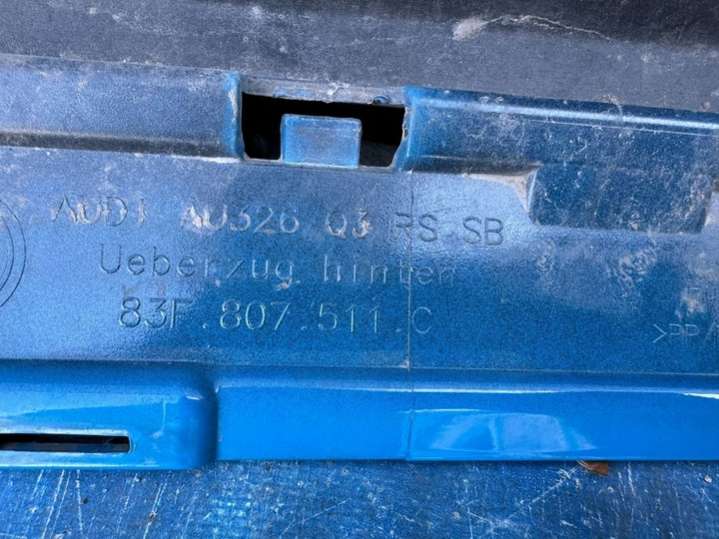 AUDI AU326 Q3 RS SB
Ueberzug hinten
83F.807.511.C
>PP/